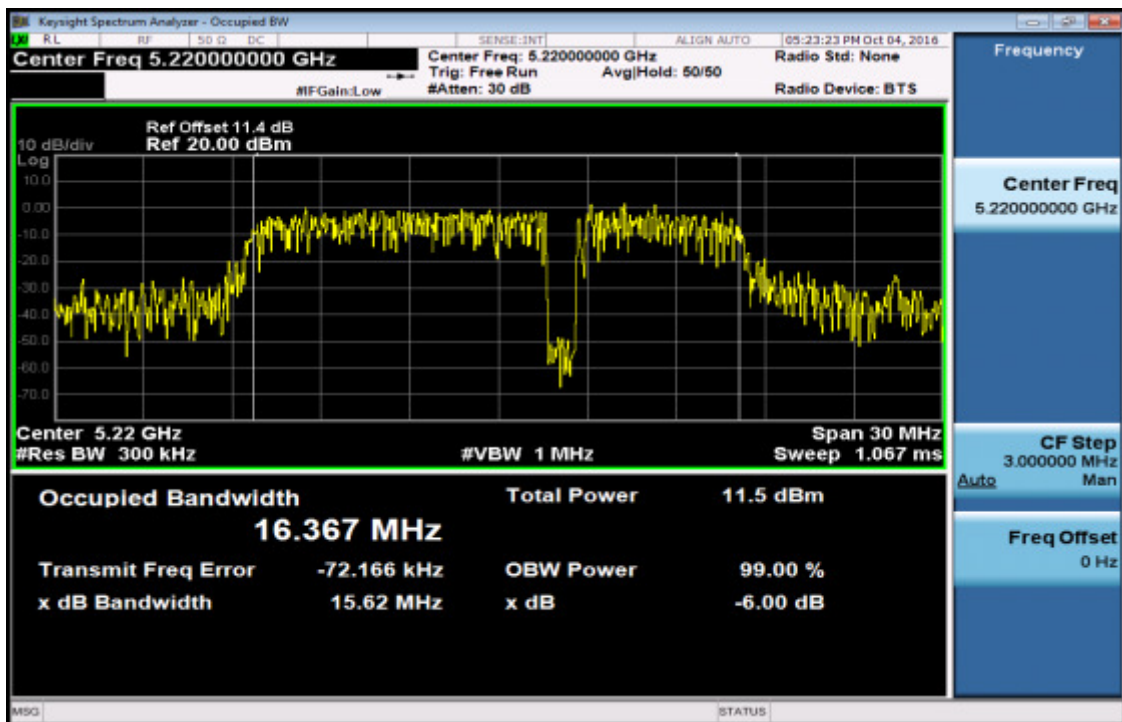 Keysight Spectrum Analyzer - Occupied BW
RL RF 50 Ω DC SENSE:INT ALIGN AUTO 05:23:23 PM Oct 04, 2016
Center Freq 5.220000000 GHz
Center Freq: 5.220000000 GHz
Radio Std: None
Trig: Free Run Avg|Hold: 50/50
#IFGain:Low
#Atten: 30 dB
Radio Device: BTS
Ref Offset 11.4 dB
10 dB/div Ref 20.00 dBm
Log
10.0
0.00
-10.0
-20.0
-30.0
-40.0
-50.0
-60.0
-70.0
Center 5.22 GHz Span 30 MHz
#Res BW 300 kHz #VBW 1 MHz Sweep 1.067 ms
Occupied Bandwidth Total Power 11.5 dBm
16.367 MHz
Transmit Freq Error -72.166 kHz OBW Power 99.00 %
x dB Bandwidth 15.62 MHz x dB -6.00 dB
MSG STATUS
Frequency
Center Freq
5.220000000 GHz
CF Step
3.000000 MHz
Auto Man
Freq Offset
0 Hz